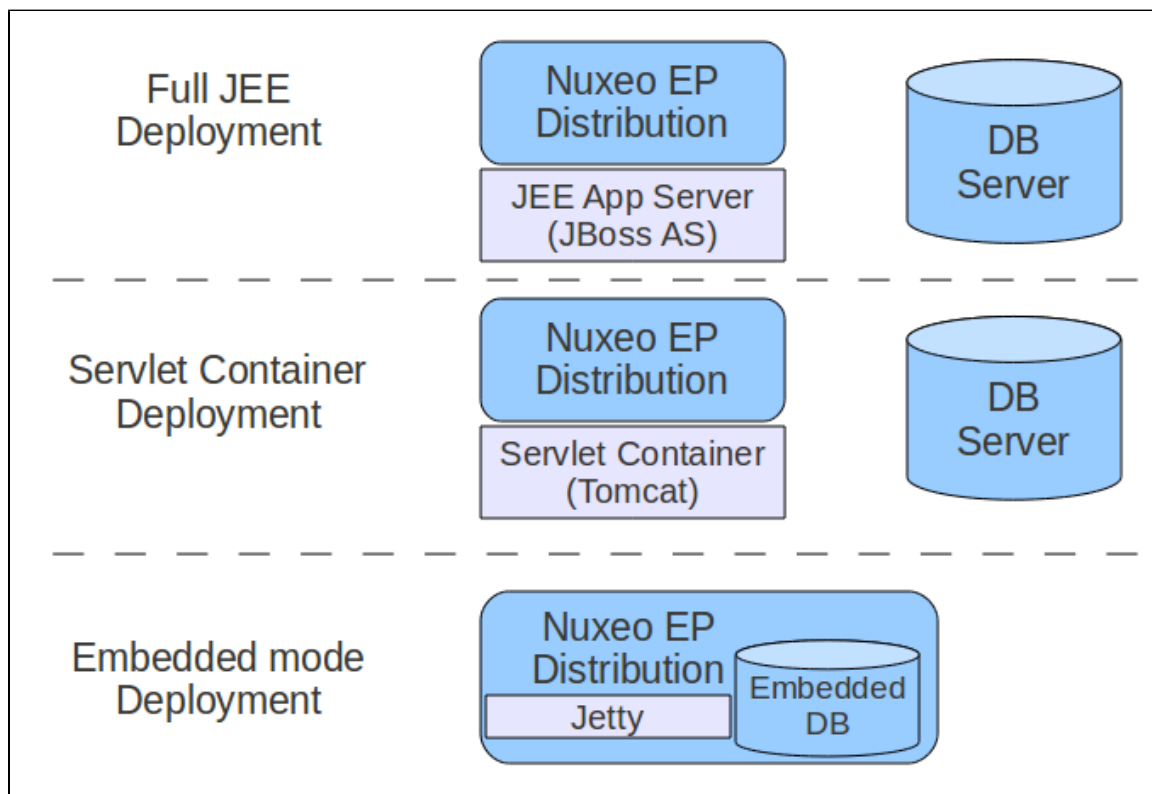 Full JEE
Deployment
Nuxeo EP
Distribution
JEE App Server
(JBoss AS)
DB
Server
Servlet Container
Deployment
Nuxeo EP
Distribution
Servlet Container
(Tomcat)
DB
Server
Embedded mode
Deployment
Nuxeo EP
Distribution
Jetty
Embedded
DB